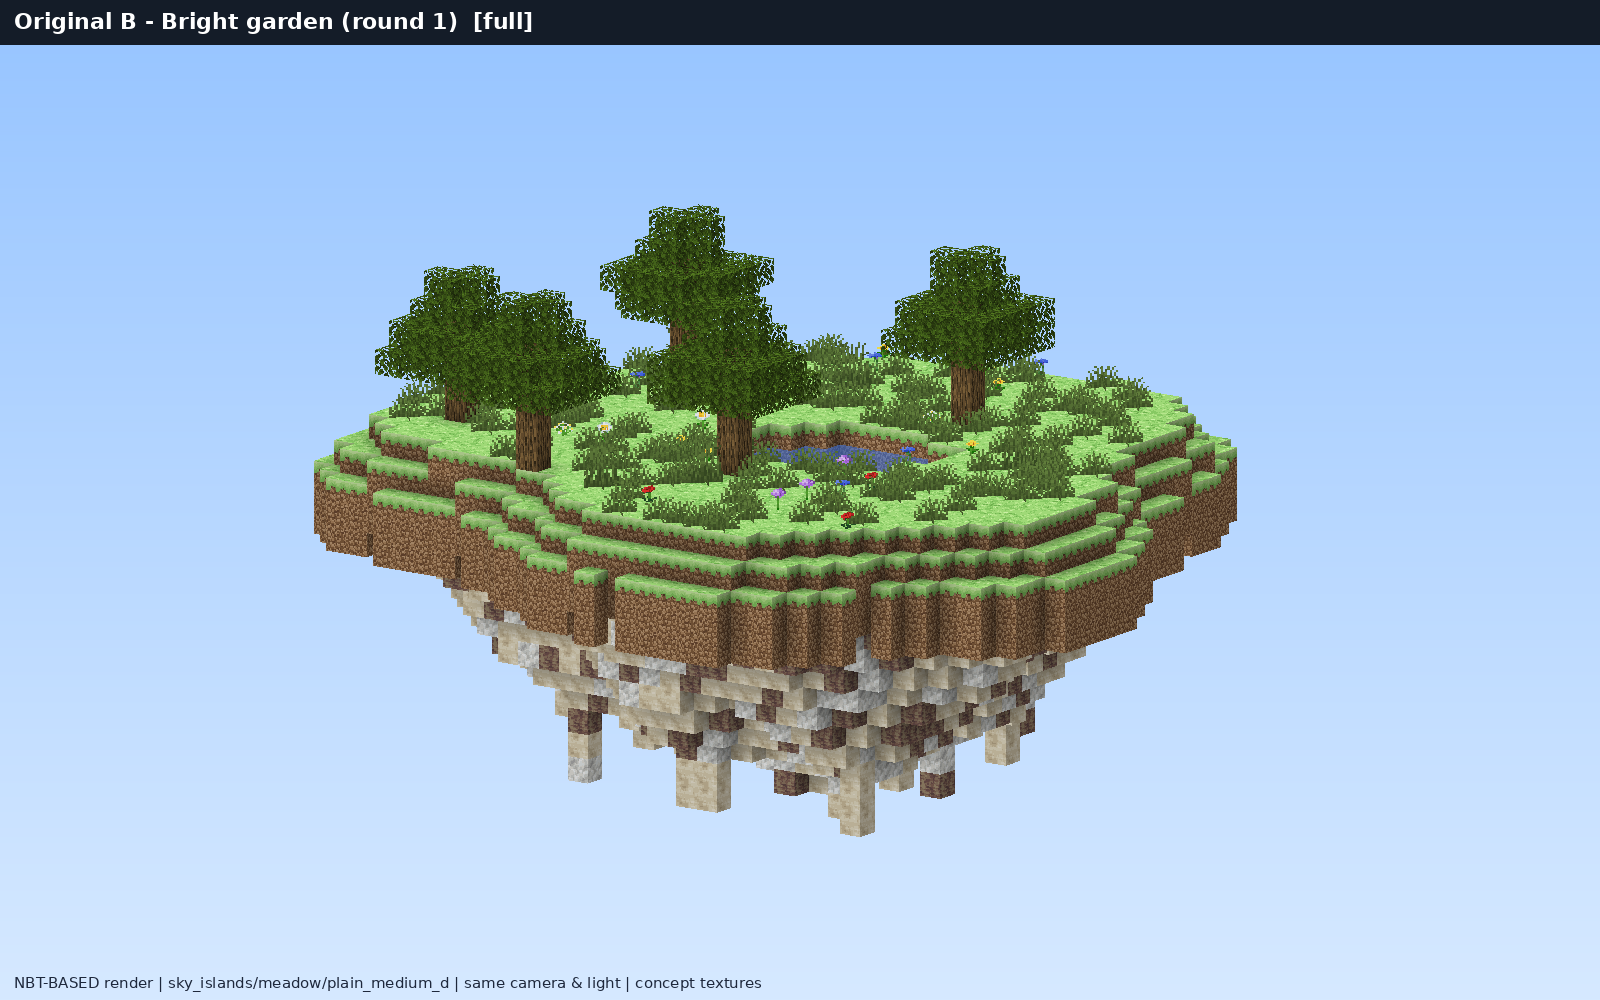 Original B - Bright garden (round 1)  [full]
NBT-BASED render | sky_islands/meadow/plain_medium_d | same camera & light | concept textures